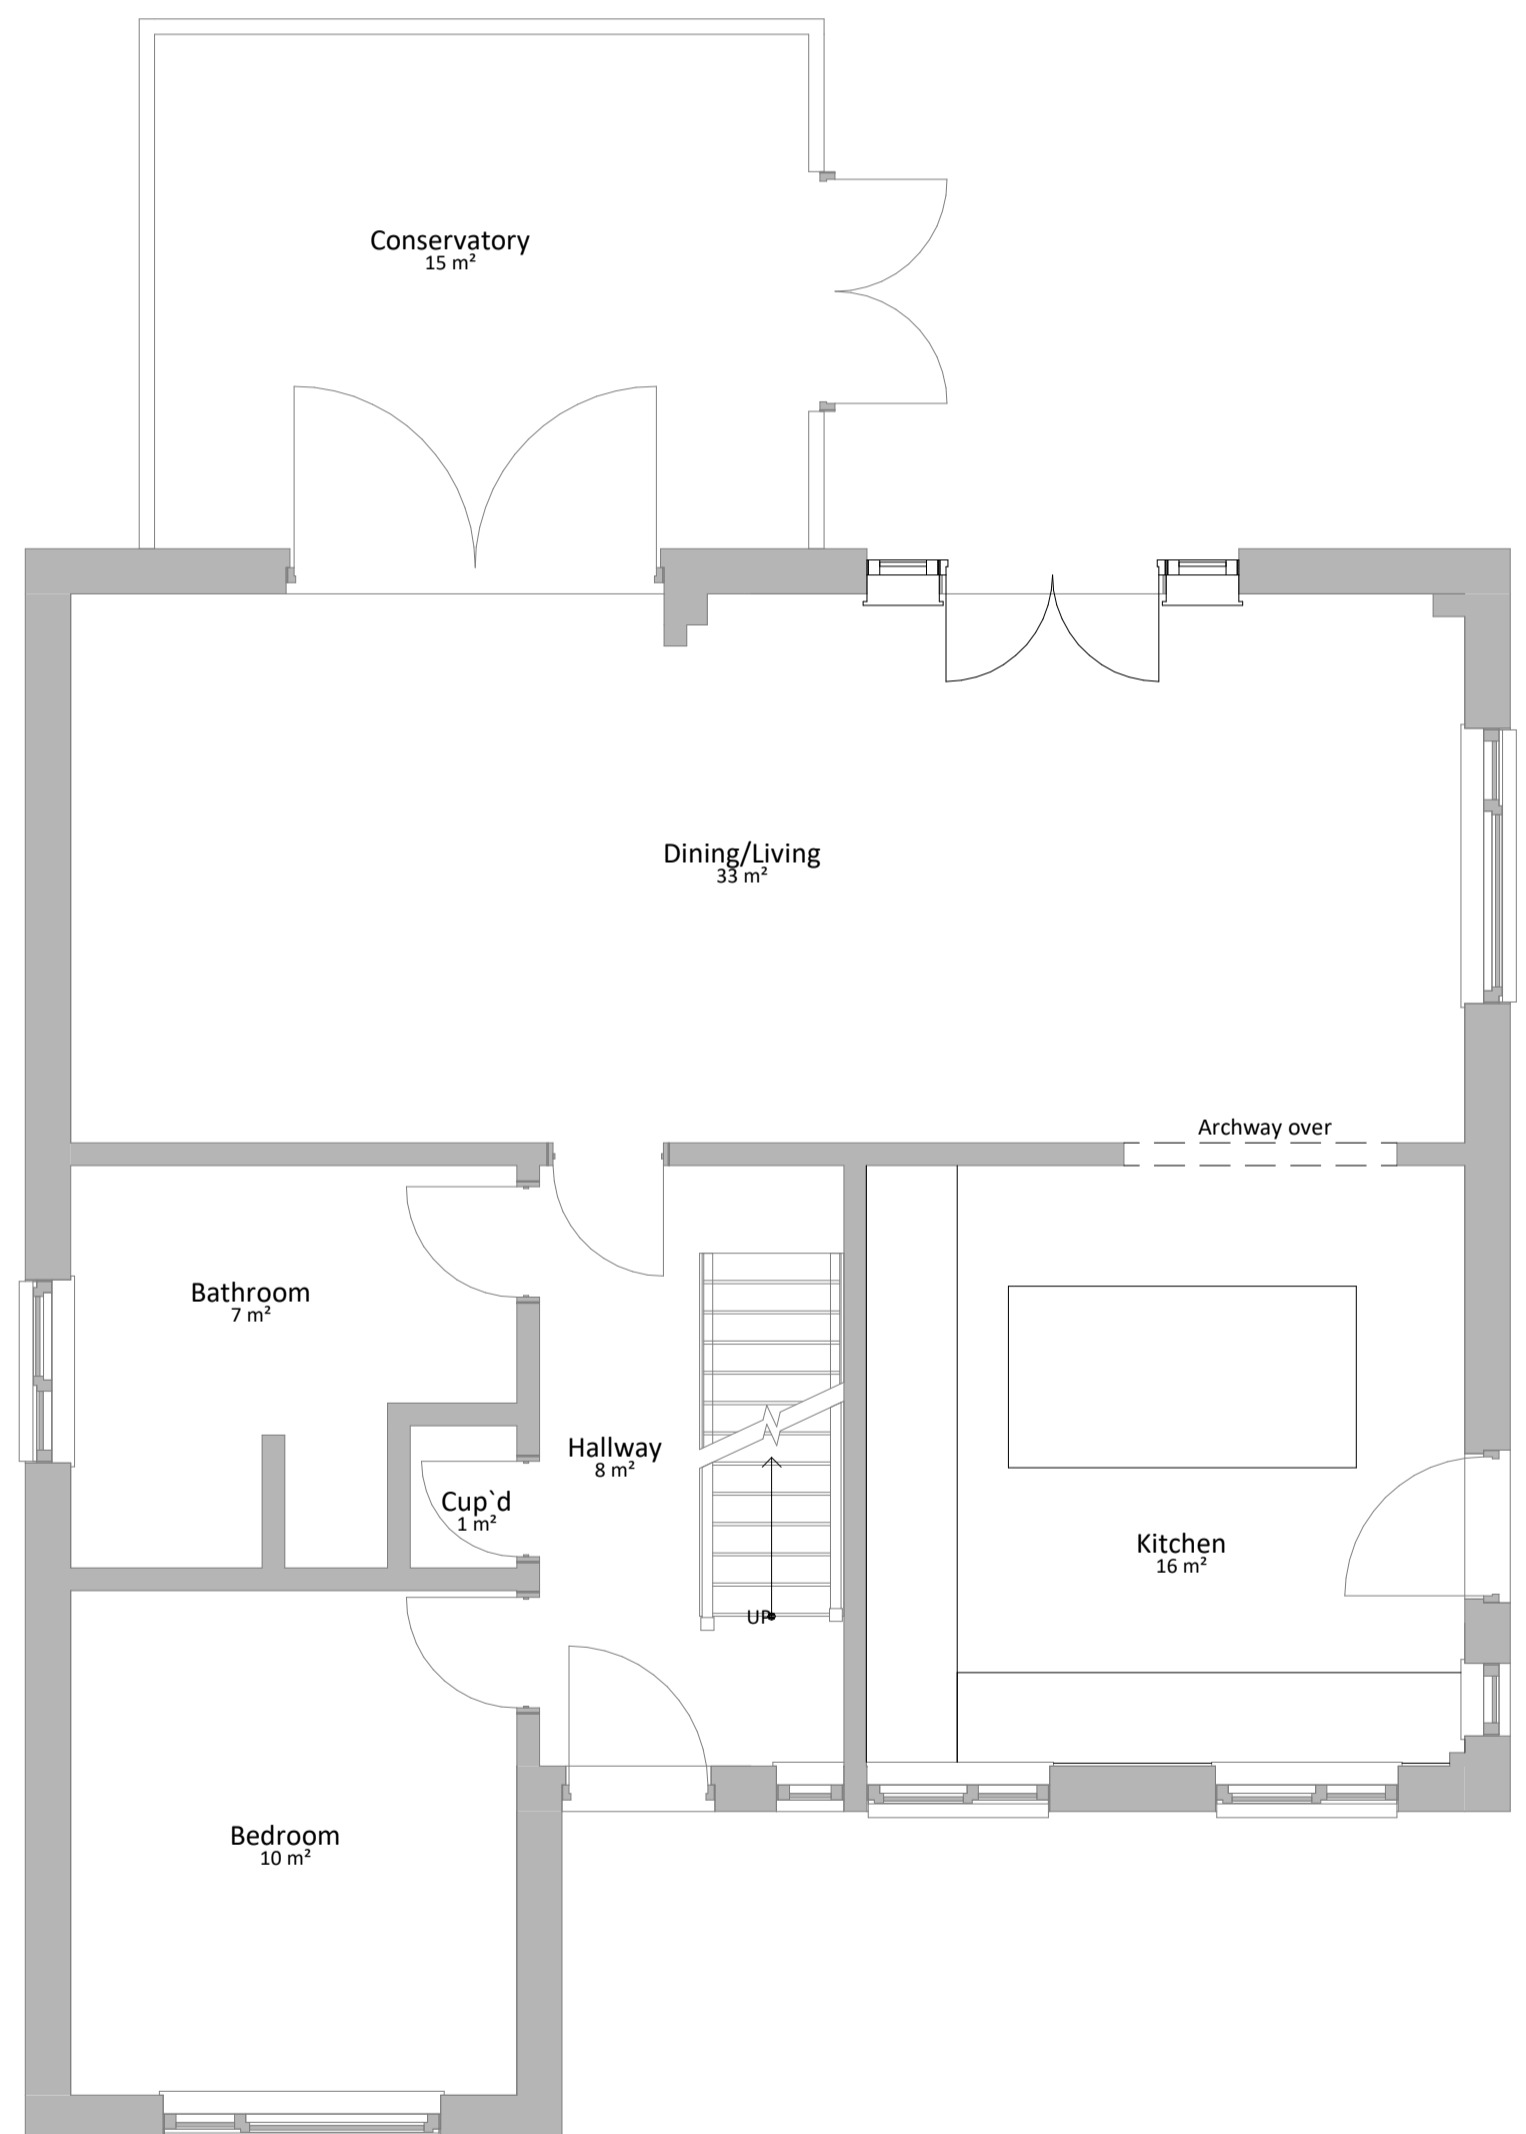 Conservatory
15 m²
Dining/Living
33 m²
Archway over
Bathroom
7 m²
Hallway
8 m²
Cup`d
1 m²
Kitchen
16 m²
UP
Bedroom
10 m²